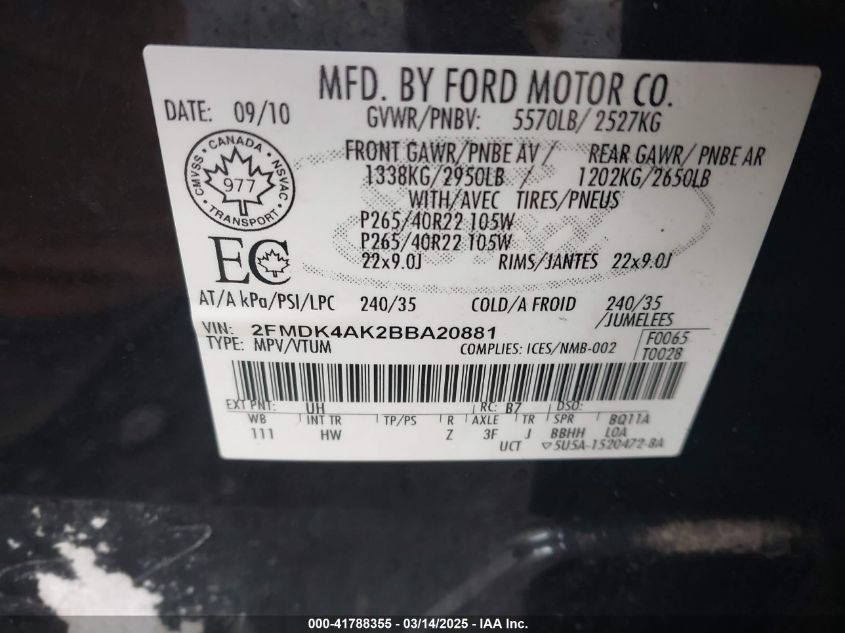 MFD. BY FORD MOTOR CO.
DATE: 09/10
GVWR/PNBV: 5570LB/ 2527KG
FRONT GAWR/PNBE AV / REAR GAWR/ PNBE AR
1338KG/2950LB / 1202KG/2650LB
WITH/AVEC TIRES/PNEUS
P265/40R22 105W
P265/40R22 105W
22x9.0J RIMS/JANTES 22x9.0J
CANADA
CMVSS NSVAC
977
TRANSPORT
EC
AT/A kPa/PSI/LPC 240/35 COLD/A FROID 240/35
/JUMELEES
VIN: 2FMDK4AK2BBA20881
F0065
TYPE: MPV/VTUM COMPLIES: ICES/NMB-002
T0028
EXT PNT: UH RC: B7 DSO:
WB INT TR TP/PS R AXLE TR SPR BQ11A
111 HW Z 3F J BBHH LOA
UCT 5U5A-1520472-BA
000-41788355 - 03/14/2025 - IAA Inc.